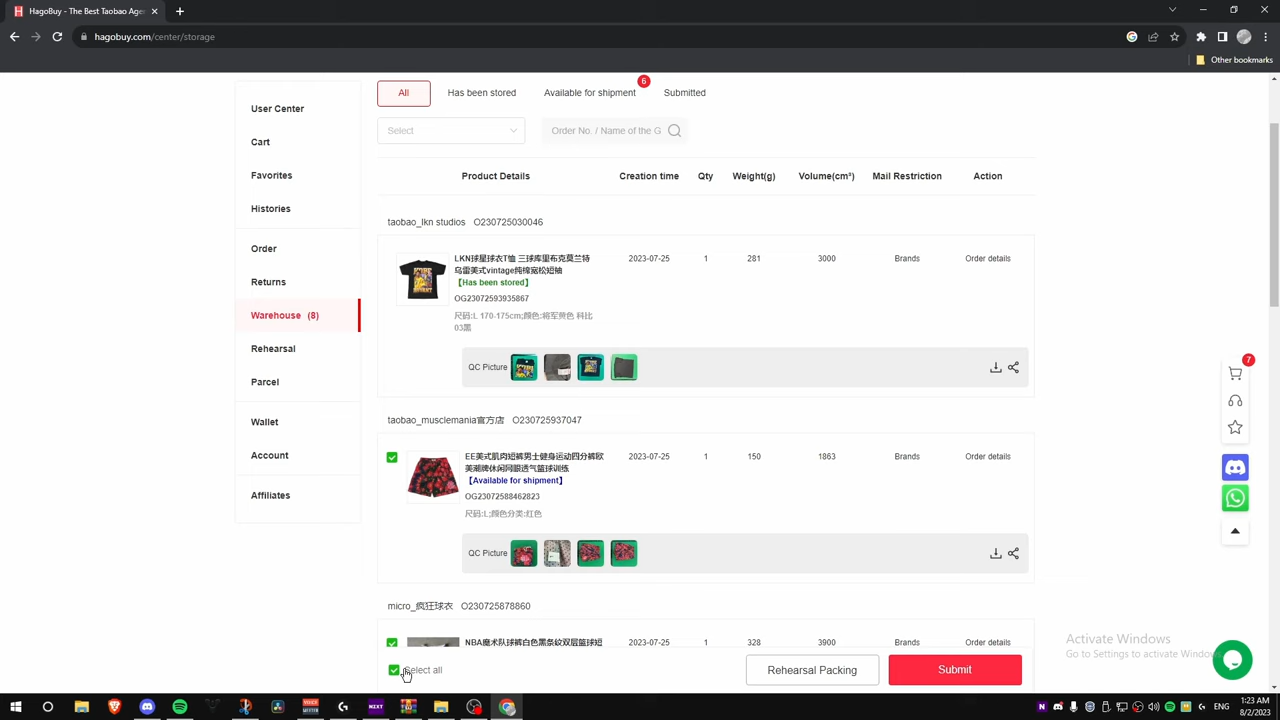 HagoBuy - The Best Taobao Agen
hagobuy.com/center/storage
Other bookmarks
All
Has been stored
Available for shipment
6
Submitted
Select
Order No. / Name of the G
User Center
Cart
Favorites
Histories
Order
Returns
Warehouse (8)
Rehearsal
Parcel
Wallet
Account
Affiliates
Product Details
Creation time
Qty
Weight(g)
Volume(cm³)
Mail Restriction
Action
taobao_lkn studios O230725030046
LKN球星球衣T恤 三球库里布克莫兰特
乌雷美式vintage纯棉宽松短袖
【Has been stored】
OG23072593935867
尺码:L 170-175cm;颜色:将军黄色 科比
03黑
2023-07-25
1
281
3000
Brands
Order details
QC Picture
taobao_musclemania官方店 O230725937047
EE美式肌肉短裤男士健身运动四分裤欧
美潮牌休闲网眼透气篮球训练
【Available for shipment】
OG23072588462823
尺码:L;颜色分类:红色
2023-07-25
1
150
1863
Brands
Order details
QC Picture
micro_疯狂球衣 O230725878860
NBA魔术队球裤白色黑条纹双层篮球短
2023-07-25
1
328
3900
Brands
Order details
Select all
Rehearsal Packing
Submit
7
Activate Windows
Go to Settings to activate Windows
ENG
1:23 AM
8/2/2023